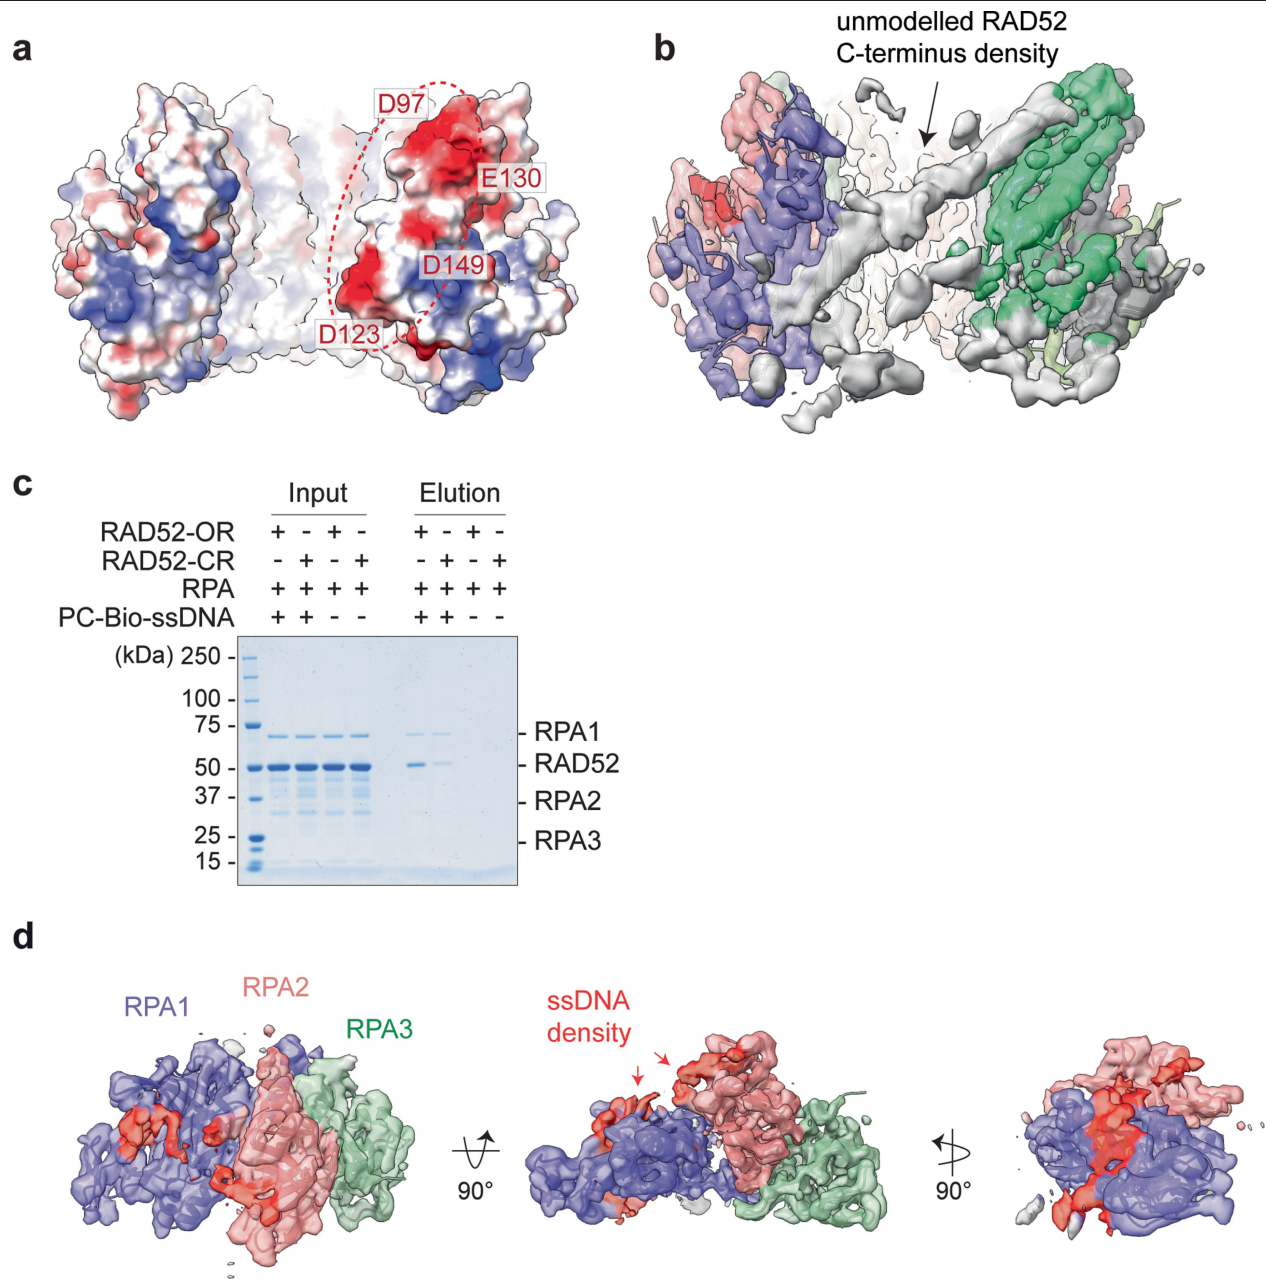 a
D97
E130
D149
D123
b
unmodelled RAD52
C-terminus density
c
Input Elution
RAD52-OR + - + - + - + -
RAD52-CR - + - + - + - +
RPA + + + + + + + +
PC-Bio-ssDNA + + - - + + - -
(kDa) 250 -
100 -
75 -
50 -
37 -
25 -
15 -
- RPA1
- RAD52
- RPA2
- RPA3
d
RPA1
RPA2
RPA3
ssDNA
density
90°
90°